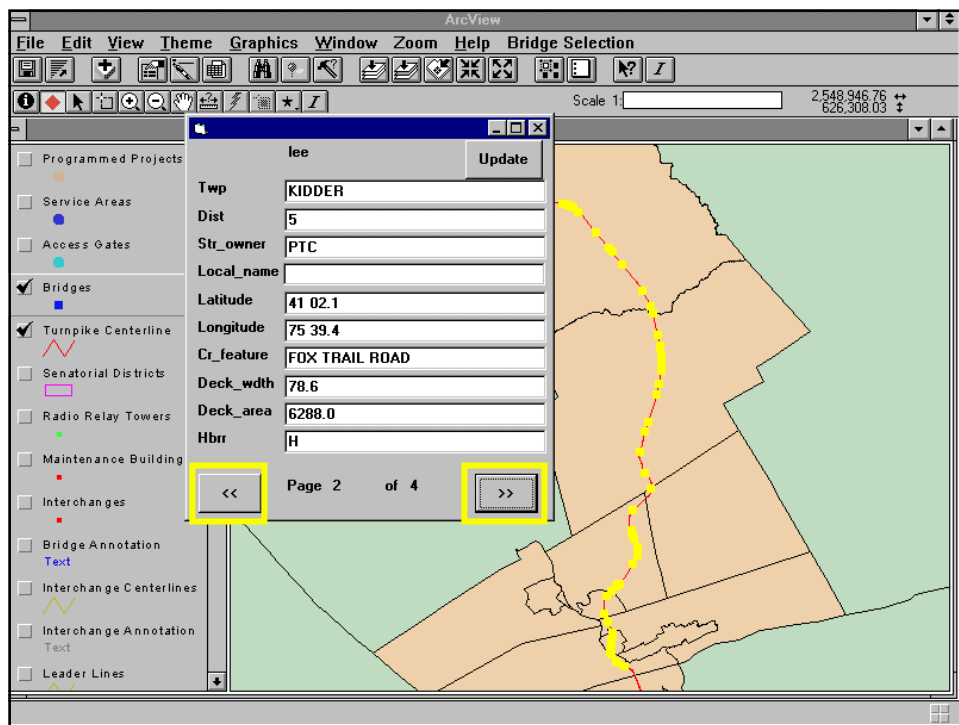 ArcView
File Edit View Theme Graphics Window Zoom Help Bridge Selection
Scale 1:
2,548,946.76
626,308.03
Programmed Projects
Service Areas
Access Gates
Bridges
Turnpike Centerline
Senatorial Districts
Radio Relay Towers
Maintenance Building
Interchanges
Bridge Annotation
Text
Interchange Centerlines
Interchange Annotation
Text
Leader Lines
lee
Update
Twp KIDDER
Dist 5
Str_owner PTC
Local_name
Latitude 41 02.1
Longitude 75 39.4
Cr_feature FOX TRAIL ROAD
Deck_wdth 78.6
Deck_area 6288.0
Hbrr H
<< Page 2 of 4 >>